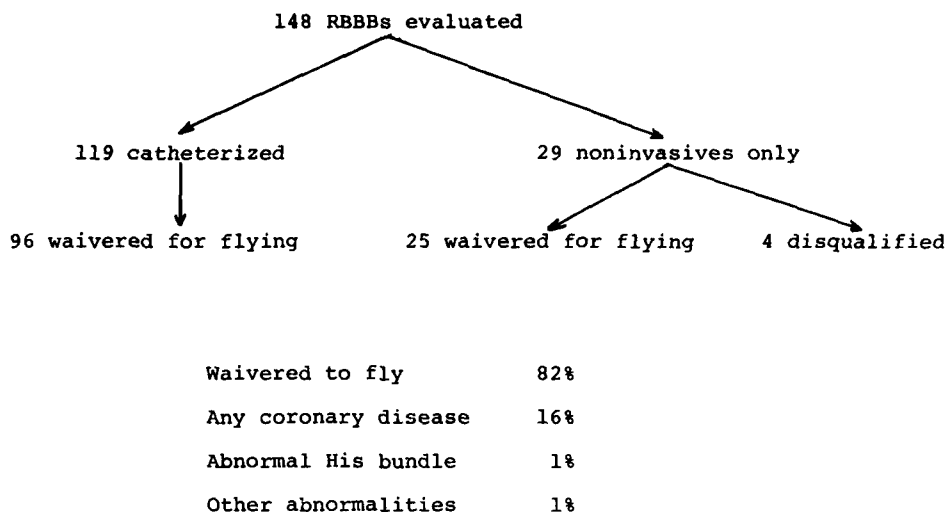 148 RBBBs evaluated
119 catheterized 29 noninvasives only
96 waivered for flying 25 waivered for flying 4 disqualified
Waivered to fly 82%
Any coronary disease 16%
Abnormal His bundle 1%
Other abnormalities 1%